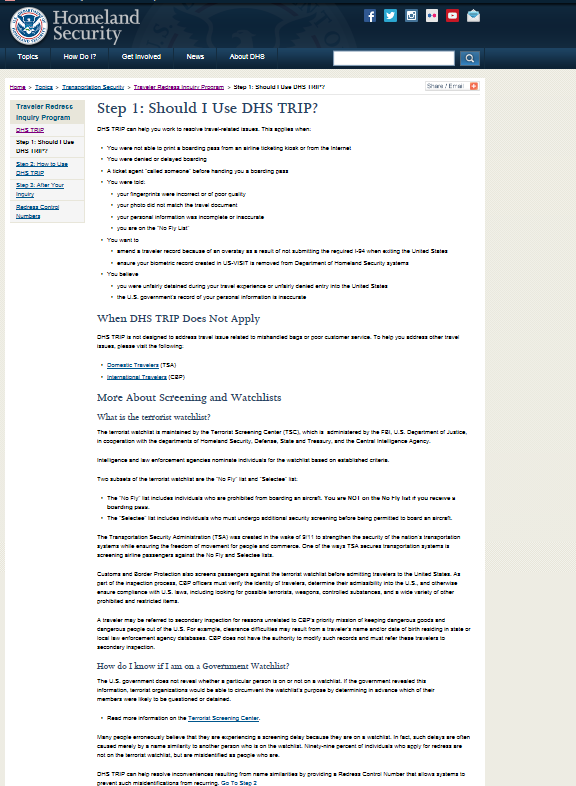 Homeland
Security
Topics How Do I? Get Involved News About DHS
Home > Topics > Transportation Security > Traveler Redress Inquiry Program > Step 1: Should I Use DHS TRIP?
Share / Email
Traveler Redress
Inquiry Program
DHS TRIP
Step 1: Should I Use
DHS TRIP?
Step 2: How to Use
DHS TRIP
Step 3: After Your
Inquiry
Redress Control
Numbers
Step 1: Should I Use DHS TRIP?
DHS TRIP can help you work to resolve travel-related issues. This applies when:
You were not able to print a boarding pass from an airline ticketing kiosk or from the internet
You were denied or delayed boarding
A ticket agent "called someone" before handing you a boarding pass
You were told:
your fingerprints were incorrect or of poor quality
your photo did not match the travel document
your personal information was incomplete or inaccurate
you are on the "No Fly List"
You want to
amend a traveler record because of an overstay as a result of not submitting the required I-94 when exiting the United States
ensure your biometric record created in US-VISIT is removed from Department of Homeland Security systems
You believe
you were unfairly detained during your travel experience or unfairly denied entry into the United States
the U.S. government's record of your personal information is inaccurate
When DHS TRIP Does Not Apply
DHS TRIP is not designed to address travel issue related to mishandled bags or poor customer service. To help you address other travel
issues, please visit the following:
Domestic Travelers (TSA)
International Travelers (CBP)
More About Screening and Watchlists
What is the terrorist watchlist?
The terrorist watchlist is maintained by the Terrorist Screening Center (TSC), which is administered by the FBI, U.S. Department of Justice,
in cooperation with the departments of Homeland Security, Defense, State and Treasury, and the Central Intelligence Agency.
Intelligence and law enforcement agencies nominate individuals for the watchlist based on established criteria.
Two subsets of the terrorist watchlist are the "No Fly" list and "Selectee" list.
The "No Fly" list includes individuals who are prohibited from boarding an aircraft. You are NOT on the No Fly list if you receive a
boarding pass.
The "Selectee" list includes individuals who must undergo additional security screening before being permitted to board an aircraft.
The Transportation Security Administration (TSA) was created in the wake of 9/11 to strengthen the security of the nation's transportation
systems while ensuring the freedom of movement for people and commerce. One of the ways TSA secures transportation systems is
screening airline passengers against the No Fly and Selectee lists.
Customs and Border Protection also screens passengers against the terrorist watchlist before admitting travelers to the United States. As
part of the inspection process, CBP officers must verify the identity of travelers, determine their admissibility into the U.S., and otherwise
ensure compliance with U.S. laws, including looking for possible terrorists, weapons, controlled substances, and a wide variety of other
prohibited and restricted items.
A traveler may be referred to secondary inspection for reasons unrelated to CBP's priority mission of keeping dangerous goods and
dangerous people out of the U.S. For example, clearance difficulties may result from a traveler's name and/or date of birth residing in state or
local law enforcement agency databases. CBP does not have the authority to modify such records and must refer these travelers to
secondary inspection.
How do I know if I am on a Government Watchlist?
The U.S. government does not reveal whether a particular person is on or not on a watchlist. If the government revealed this
information, terrorist organizations would be able to circumvent the watchlist's purpose by determining in advance which of their
members were likely to be questioned or detained.
Read more information on the Terrorist Screening Center.
Many people erroneously believe that they are experiencing a screening delay because they are on a watchlist. In fact, such delays are often
caused merely by a name similarity to another person who is on the watchlist. Ninety-nine percent of individuals who apply for redress are
not on the terrorist watchlist, but are misidentified as people who are.
DHS TRIP can help resolve inconveniences resulting from name similarities by providing a Redress Control Number that allows systems to
prevent such misidentifications from recurring. Go To Step 2